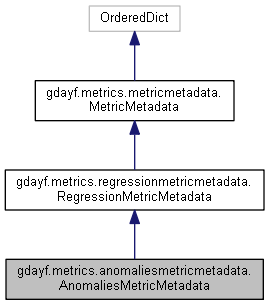 OrderedDict
gdayf.metrics.metricmetadata.
MetricMetadata
gdayf.metrics.regressionmetricmetadata.
RegressionMetricMetadata
gdayf.metrics.anomaliesmetricmetadata.
AnomaliesMetricMetadata